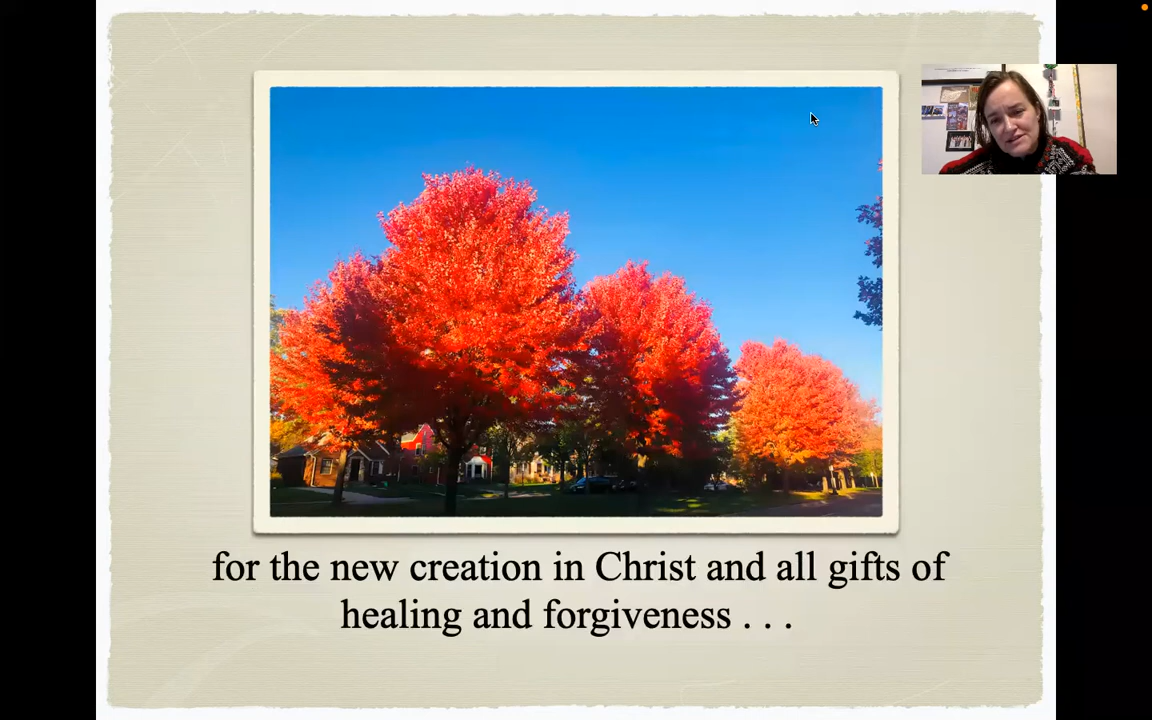 for the new creation in Christ and all gifts of
healing and forgiveness . . .